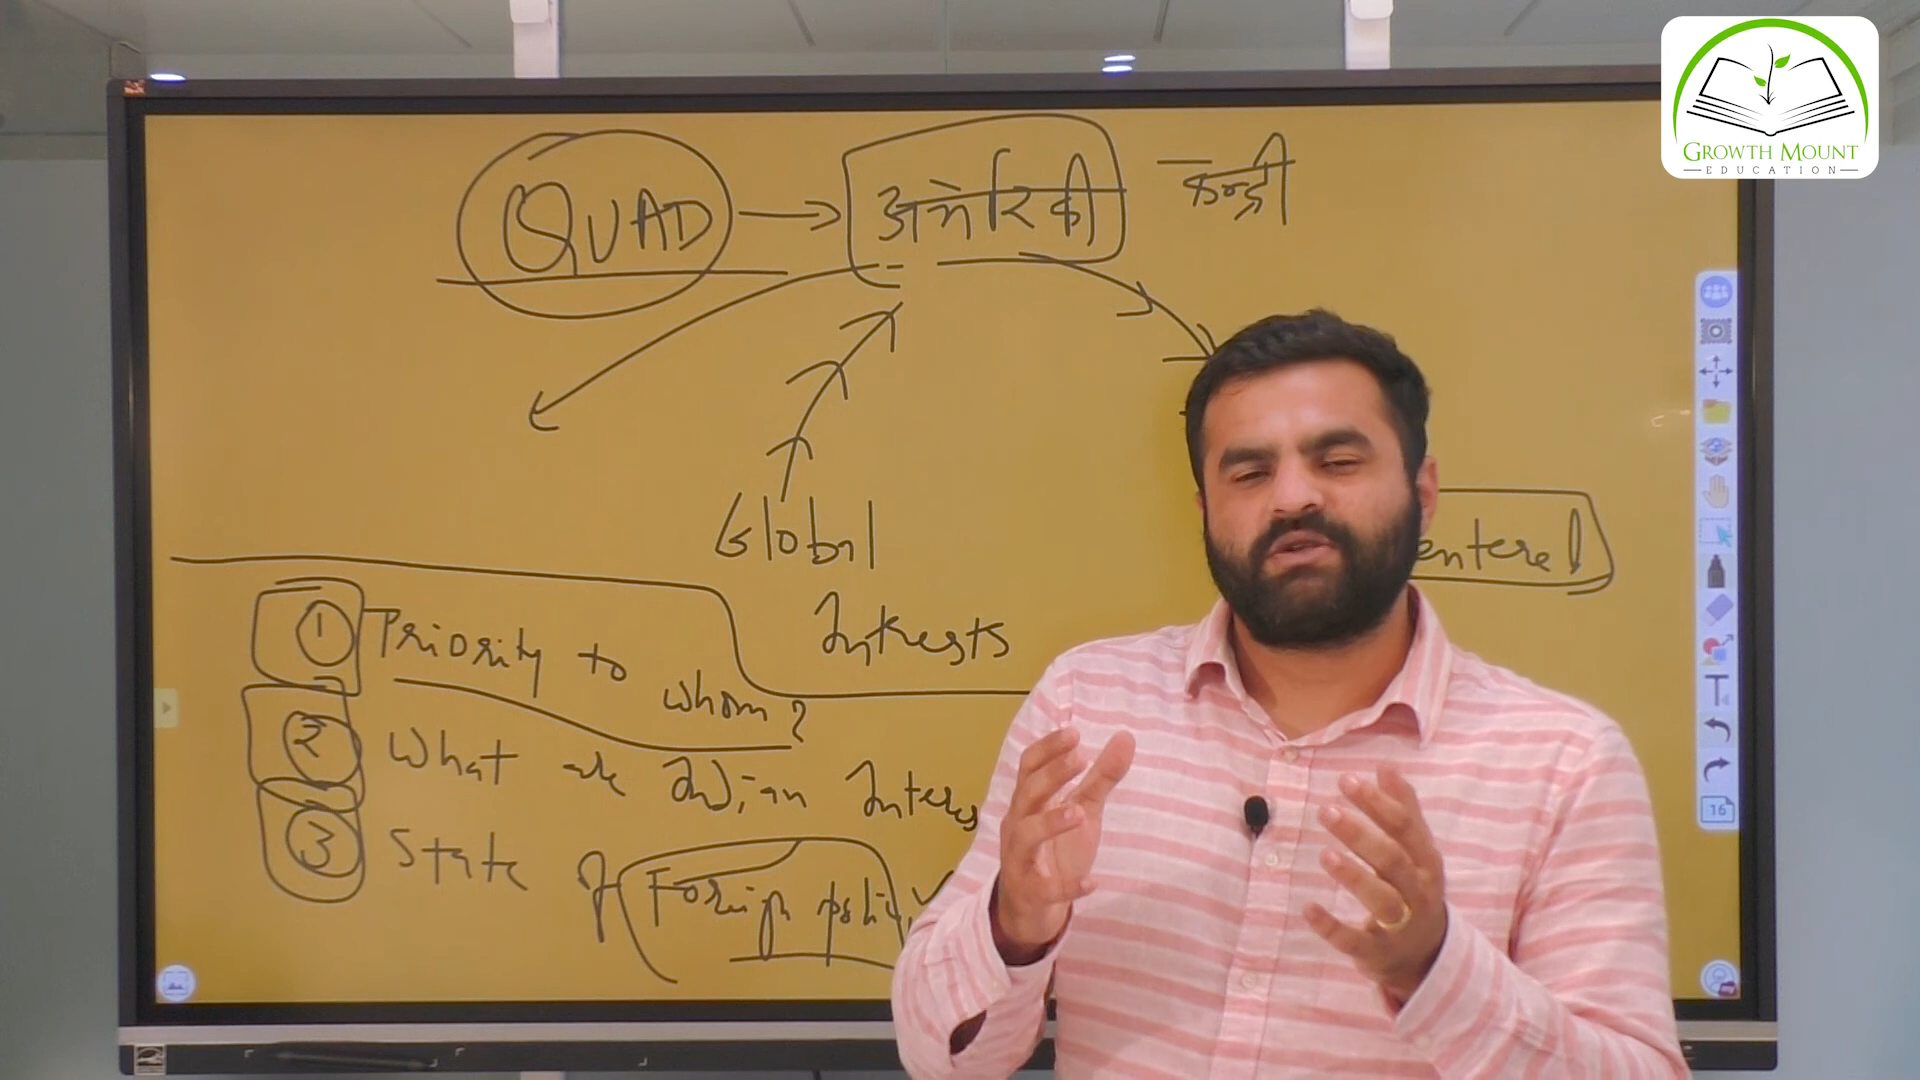 QUAD → अमेरिकी केन्द्री
Global
Interests
entered
① Priority to whom?
② What are Indian Interes
③ State of Foreign policy
16
GROWTH MOUNT
EDUCATION